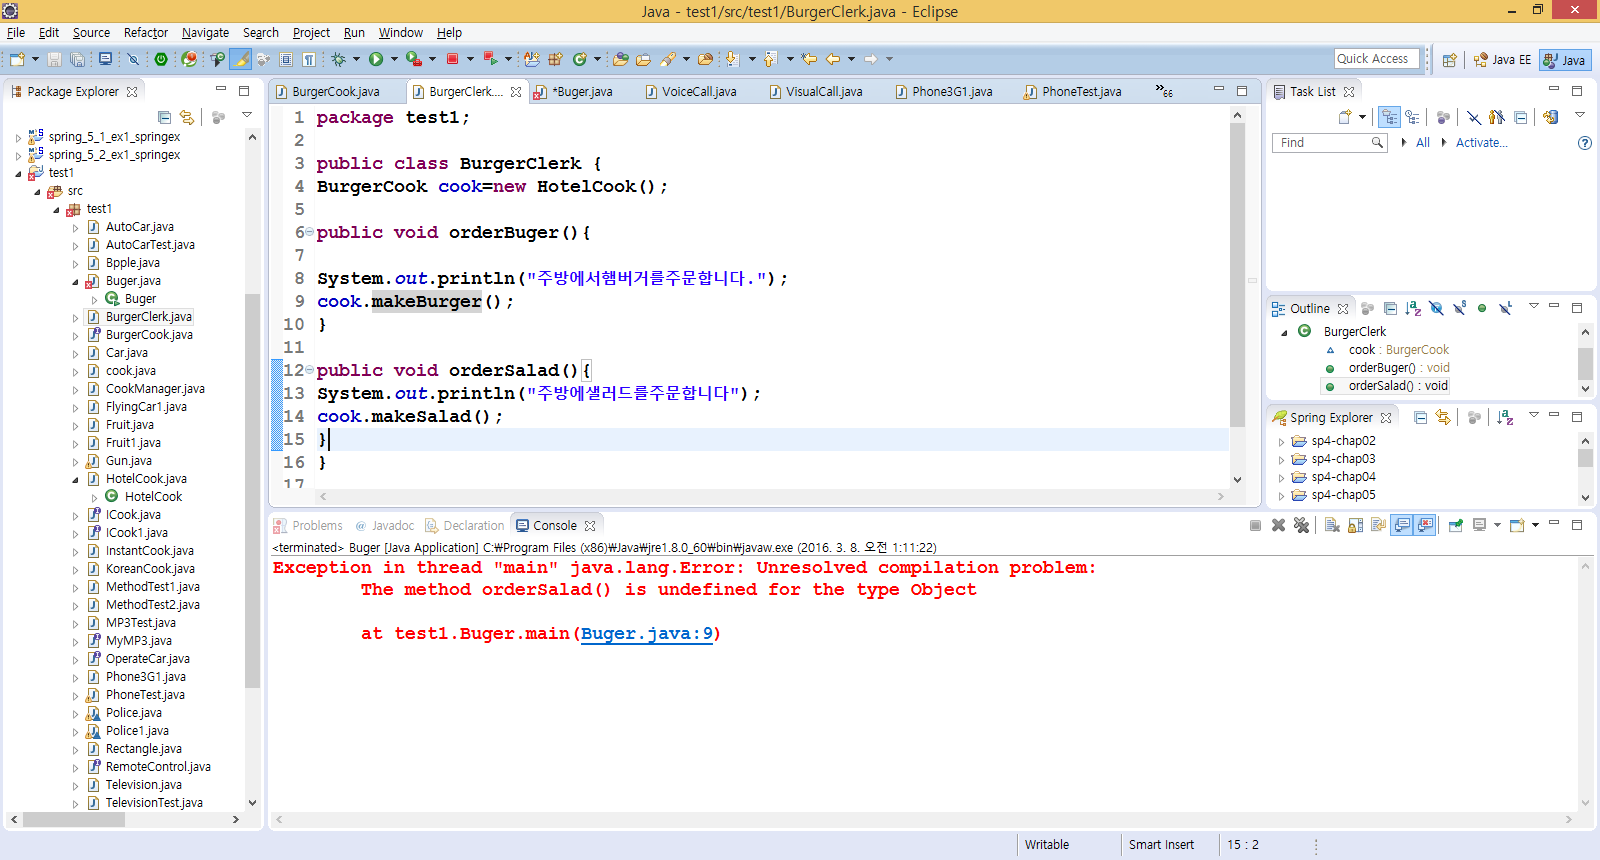 Java - test1/src/test1/BurgerClerk.java - Eclipse
File Edit Source Refactor Navigate Search Project Run Window Help
Quick Access
Java EE
Java
Package Explorer
spring_5_1_ex1_springex
spring_5_2_ex1_springex
test1
src
test1
AutoCar.java
AutoCarTest.java
Bpple.java
Buger.java
Buger
BurgerClerk.java
BurgerCook.java
Car.java
cook.java
CookManager.java
FlyingCar1.java
Fruit.java
Fruit1.java
Gun.java
HotelCook.java
HotelCook
ICook.java
ICook1.java
InstantCook.java
KoreanCook.java
MethodTest1.java
MethodTest2.java
MP3Test.java
MyMP3.java
OperateCar.java
Phone3G1.java
PhoneTest.java
Police.java
Police1.java
Rectangle.java
RemoteControl.java
Television.java
TelevisionTest.java
BurgerCook.java BurgerClerk.... *Buger.java VoiceCall.java VisualCall.java Phone3G1.java PhoneTest.java »66
1 package test1;
2
3 public class BurgerClerk {
4 BurgerCook cook=new HotelCook();
5
6 public void orderBuger(){
7
8 System.out.println("주방에서햄버거를주문합니다.");
9 cook.makeBurger();
10 }
11
12 public void orderSalad(){
13 System.out.println("주방에샐러드를주문합니다");
14 cook.makeSalad();
15 }
16 }
17
Task List
Find All Activate...
Outline
BurgerClerk
cook : BurgerCook
orderBuger() : void
orderSalad() : void
Spring Explorer
sp4-chap02
sp4-chap03
sp4-chap04
sp4-chap05
Problems @ Javadoc Declaration Console
<terminated> Buger [Java Application] C:₩Program Files (x86)₩Java₩jre1.8.0_60₩bin₩javaw.exe (2016. 3. 8. 오전 1:11:22)
Exception in thread "main" java.lang.Error: Unresolved compilation problem:
The method orderSalad() is undefined for the type Object
at test1.Buger.main(Buger.java:9)
Writable Smart Insert 15 : 2